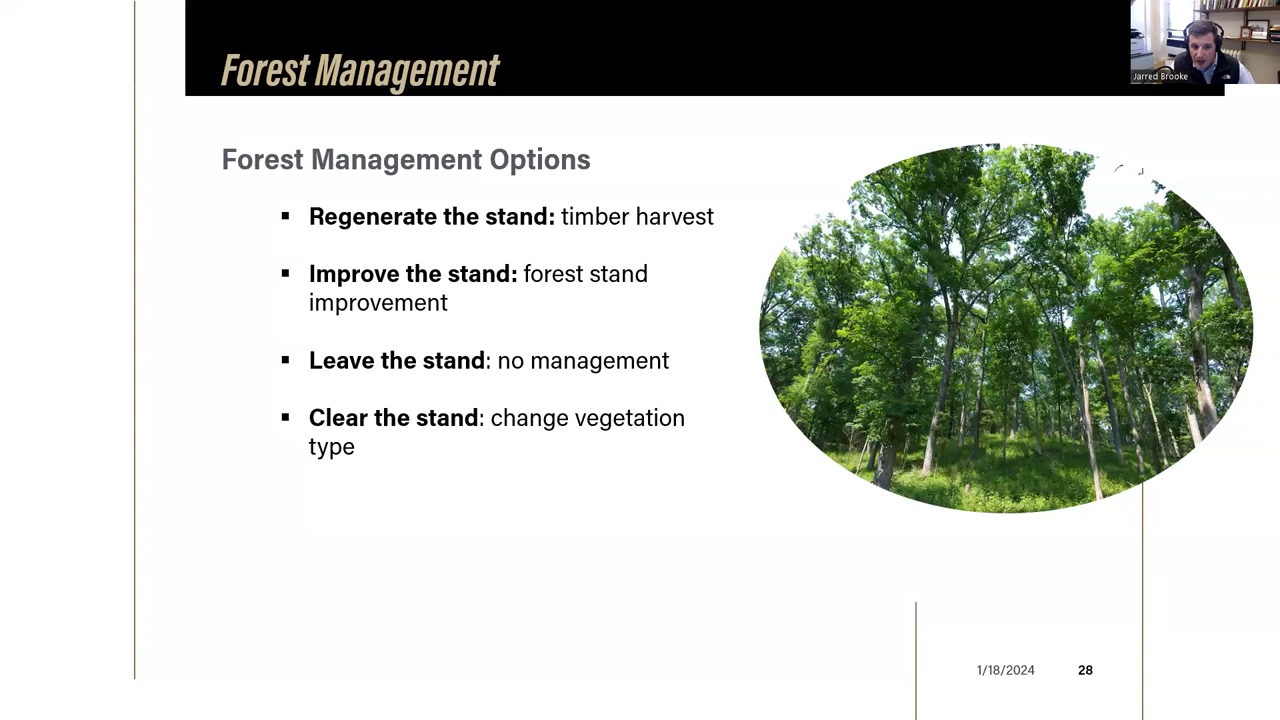 Forest Management
Jarred Brooke
Forest Management Options
▪ Regenerate the stand: timber harvest
▪ Improve the stand: forest stand
improvement
▪ Leave the stand: no management
▪ Clear the stand: change vegetation
type
1/18/2024 28